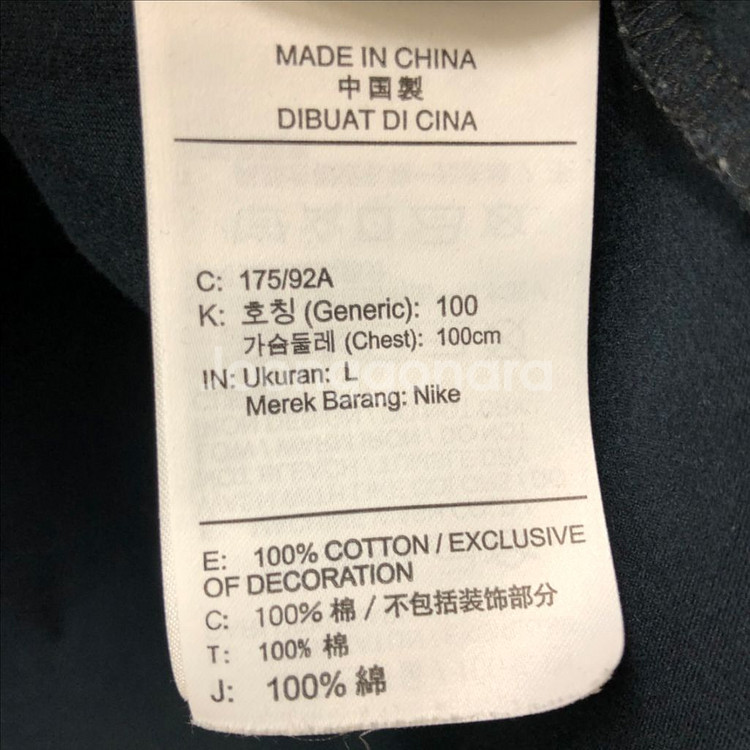 MADE IN CHINA
中国製
DIBUAT DI CINA
C: 175/92A
K: 호칭 (Generic): 100
가슴둘레 (Chest): 100cm
IN: Ukuran: L
Merek Barang: Nike
E: 100% COTTON / EXCLUSIVE
OF DECORATION
C: 100% 棉 / 不包括装饰部分
T: 100% 棉
J: 100% 綿